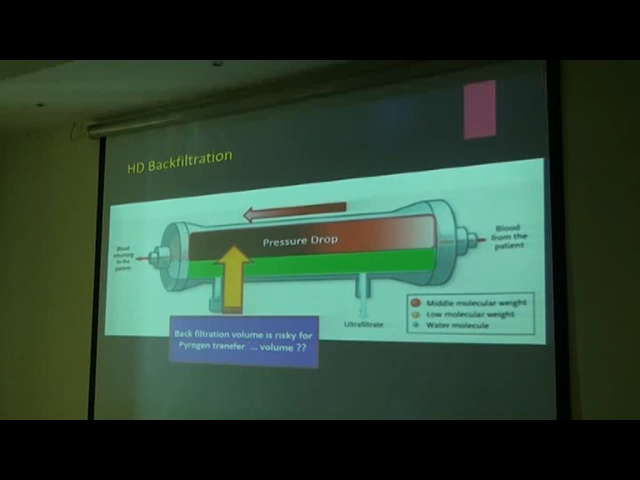 HD Backfiltration
Pressure Drop
Blood
returning
to the
patient
Blood
from the
patient
Ultrafiltrate
Middle molecular weight
Low molecular weight
Water molecule
Back filtration volume is risky for
Pyrogen transfer ... volume ??